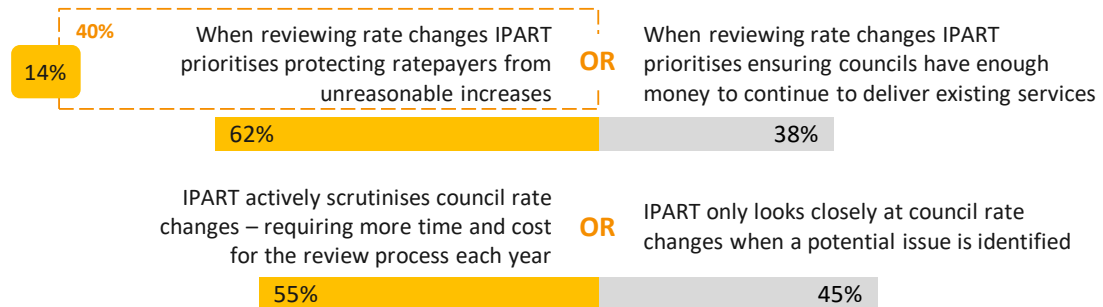 40%
14%
When reviewing rate changes IPART
prioritises protecting ratepayers from
unreasonable increases
OR
When reviewing rate changes IPART
prioritises ensuring councils have enough
money to continue to deliver existing services
62%
38%
IPART actively scrutinises council rate
changes – requiring more time and cost
for the review process each year
OR
IPART only looks closely at council rate
changes when a potential issue is identified
55%
45%